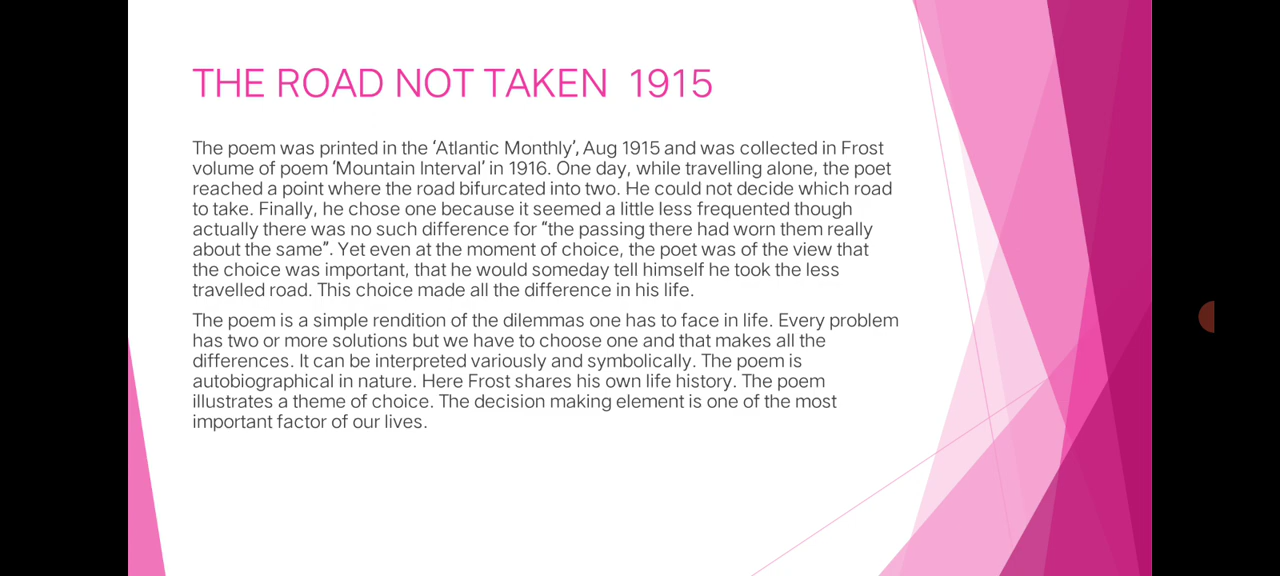 THE ROAD NOT TAKEN 1915
The poem was printed in the ‘Atlantic Monthly’, Aug 1915 and was collected in Frost
volume of poem ‘Mountain Interval’ in 1916. One day, while travelling alone, the poet
reached a point where the road bifurcated into two. He could not decide which road
to take. Finally, he chose one because it seemed a little less frequented though
actually there was no such difference for “the passing there had worn them really
about the same”. Yet even at the moment of choice, the poet was of the view that
the choice was important, that he would someday tell himself he took the less
travelled road. This choice made all the difference in his life.
The poem is a simple rendition of the dilemmas one has to face in life. Every problem
has two or more solutions but we have to choose one and that makes all the
differences. It can be interpreted variously and symbolically. The poem is
autobiographical in nature. Here Frost shares his own life history. The poem
illustrates a theme of choice. The decision making element is one of the most
important factor of our lives.